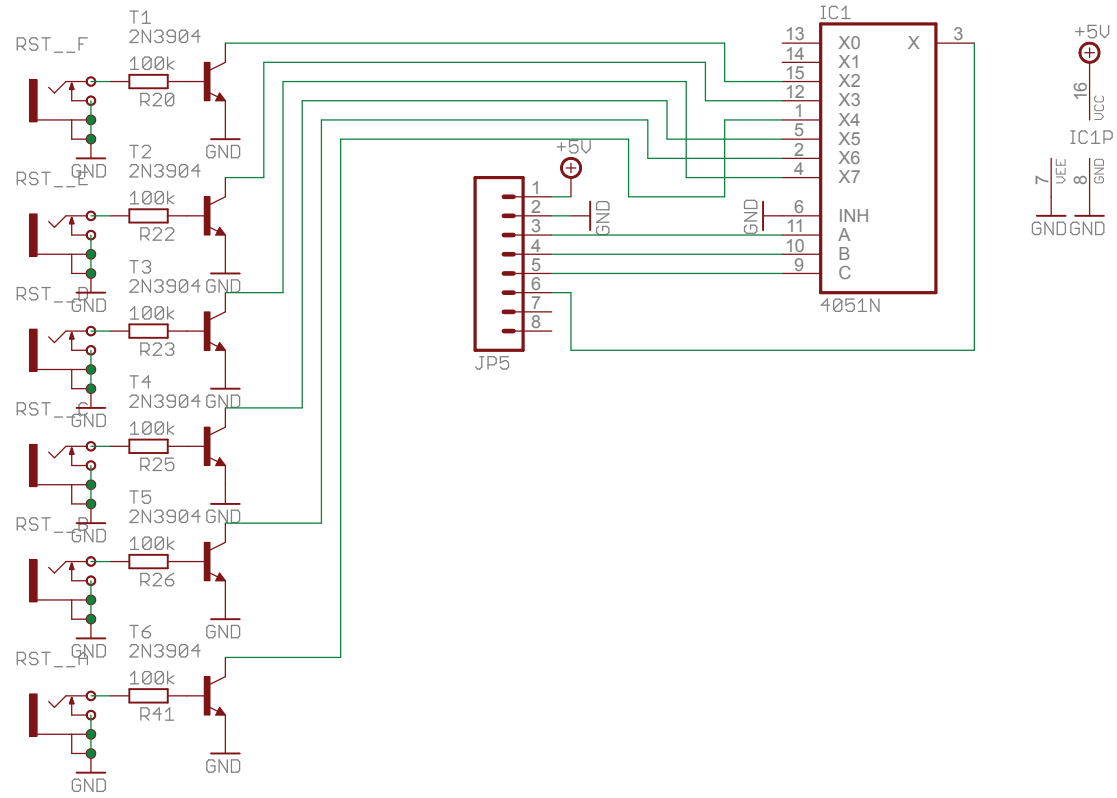 T1
2N3904
RST__F
100k
R20
GND
GND
T2
2N3904
RST__E
100k
R22
GND
GND
T3
2N3904
RST__D
100k
R23
GND
GND
T4
2N3904
RST__C
100k
R25
GND
GND
T5
2N3904
RST__B
100k
R26
GND
GND
T6
2N3904
RST__A
100k
R41
GND
GND
+5V
1
2
3
4
5
6
7
8
GND
JP5
IC1
13 X0
14 X1
15 X2
12 X3
1 X4
5 X5
2 X6
4 X7
GND 6 INH
11 A
10 B
9 C
X 3
4051N
+5V
16 VCC
IC1P
7 VEE
8 GND
GND GND